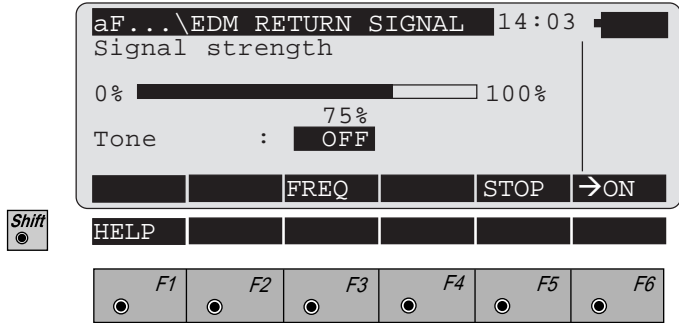 aF...\EDM RETURN SIGNAL 14:03
Signal strength
0% 100%
75%
Tone : OFF
FREQ STOP →ON
Shift
HELP
F1 F2 F3 F4 F5 F6